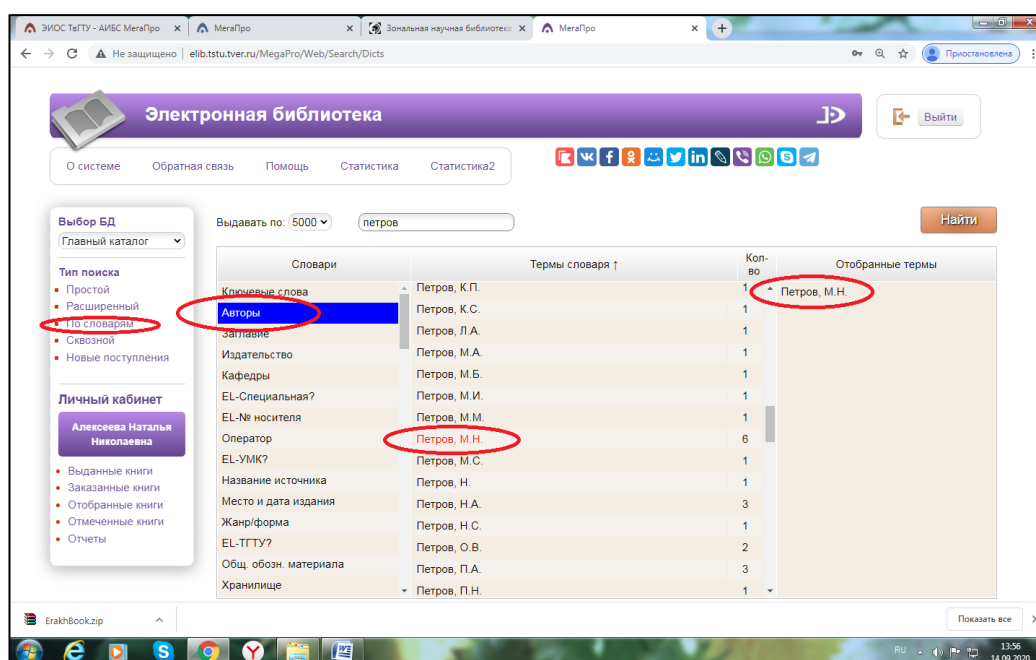 ЭИОС ТвГТУ - АИБС МегаПро
МегаПро
Зональная научная библиотека
МегаПро
Не защищено
elib.tstu.tver.ru/MegaPro/Web/Search/Dicts
Приостановлена
Электронная библиотека
Выйти
О системе
Обратная связь
Помощь
Статистика
Статистика2
Выбор БД
Главный каталог
Тип поиска
Простой
Расширенный
По словарям
Сквозной
Новые поступления
Личный кабинет
Алексеева Наталья
Николаевна
Выданные книги
Заказанные книги
Отобранные книги
Отмеченные книги
Отчеты
Выдавать по: 5000
петров
Найти
Словари
Термы словаря ↑
Кол-
во
Отобранные термы
Ключевые слова
Петров, К.П. 1
Петров, М.Н.
Авторы
Петров, К.С. 1
Заглавие
Петров, Л.А. 1
Издательство
Петров, М.А. 1
Кафедры
Петров, М.Б. 1
EL-Специальная?
Петров, М.И. 1
EL-№ носителя
Петров, М.М. 1
Оператор
Петров, М.Н. 6
EL-УМК?
Петров, М.С. 1
Название источника
Петров, Н. 1
Место и дата издания
Петров, Н.А. 3
Жанр/форма
Петров, Н.С. 1
EL-ТГТУ?
Петров, О.В. 2
Общ. обозн. материала
Петров, П.А. 3
Хранилище
Петров, П.Н. 1
ErakhBook.zip
Показать все
RU
13:56
14.09.2020